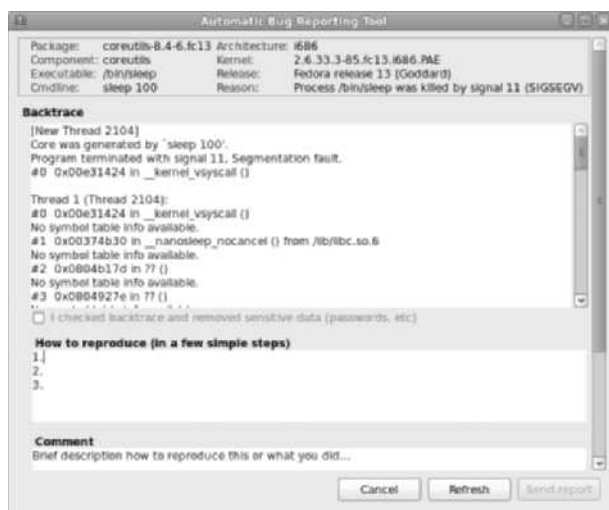 Automatic Bug Reporting Tool
Package: coreutils-8.4-6.fc13 Architecture: i686
Component: coreutils Kernel: 2.6.33.3-85.fc13.i686.PAE
Executable: /bin/sleep Release: Fedora release 13 (Goddard)
Cmdline: sleep 100 Reason: Process /bin/sleep was killed by signal 11 (SIGSEGV)
Backtrace
[New Thread 2104]
Core was generated by `sleep 100'.
Program terminated with signal 11, Segmentation fault.
#0 0x00e31424 in __kernel_vsyscall ()
Thread 1 (Thread 2104):
#0 0x00e31424 in __kernel_vsyscall ()
No symbol table info available.
#1 0x00374b30 in __nanosleep_nocancel () from /lib/libc.so.6
No symbol table info available.
#2 0x0804b17d in ?? ()
No symbol table info available.
#3 0x0804927e in ?? ()
I checked backtrace and removed sensitive data (passwords, etc)
How to reproduce (in a few simple steps)
1.
2.
3.
Comment
Brief description how to reproduce this or what you did...
Cancel Refresh Send report